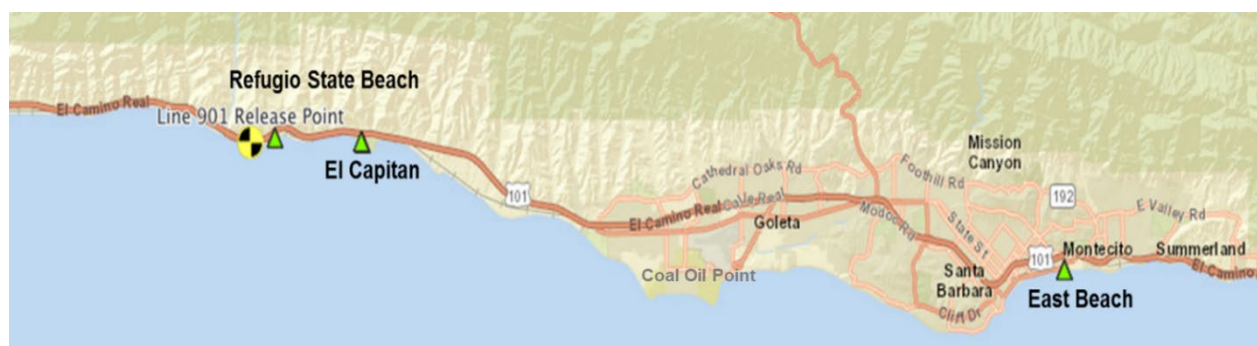 Refugio State Beach
El Camino Real
Line 901 Release Point
El Capitan
101
Mission
Canyon
Cathedral Oaks Rd
Foothill Rd
192
El Camino Real
Calle Real
Goleta
Modoc Rd
State St
E Valley Rd
Coal Oil Point
Santa
Barbara
101
Montecito
Summerland
El Camino
East Beach
Cliff Dr